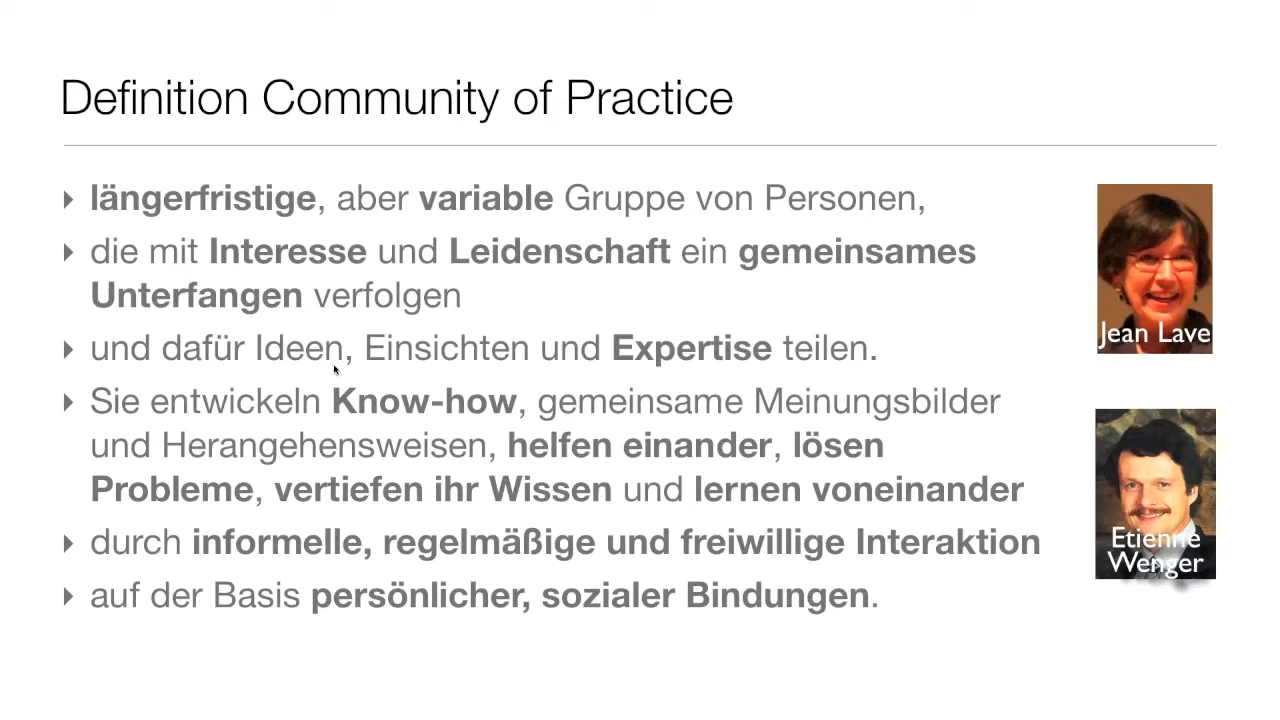 Definition Community of Practice
längerfristige, aber variable Gruppe von Personen,
die mit Interesse und Leidenschaft ein gemeinsames
Unterfangen verfolgen
und dafür Ideen, Einsichten und Expertise teilen.
Sie entwickeln Know-how, gemeinsame Meinungsbilder
und Herangehensweisen, helfen einander, lösen
Probleme, vertiefen ihr Wissen und lernen voneinander
durch informelle, regelmäßige und freiwillige Interaktion
auf der Basis persönlicher, sozialer Bindungen.
Jean Lave
Etienne
Wenger